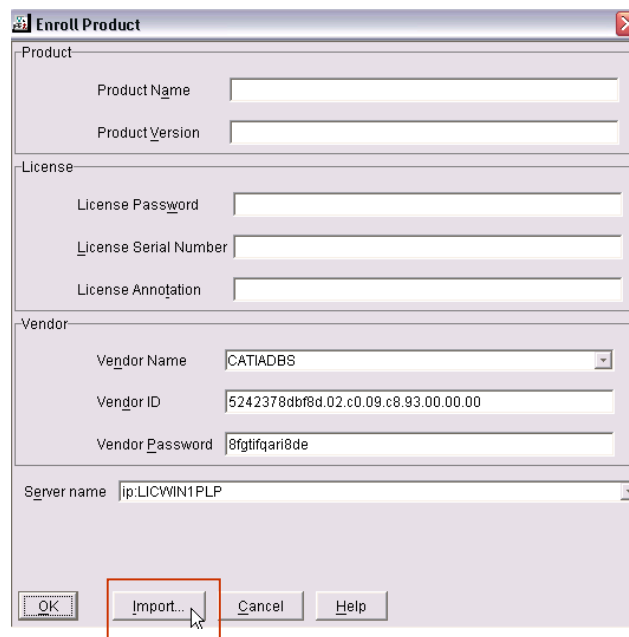 Enroll Product
Product
Product Name
Product Version
License
License Password
License Serial Number
License Annotation
Vendor
Vendor Name CATIADBS
Vendor ID 5242378dbf8d.02.c0.09.c8.93.00.00.00
Vendor Password 8fgtifqari8de
Server name ip:LICWIN1PLP
OK Import... Cancel Help